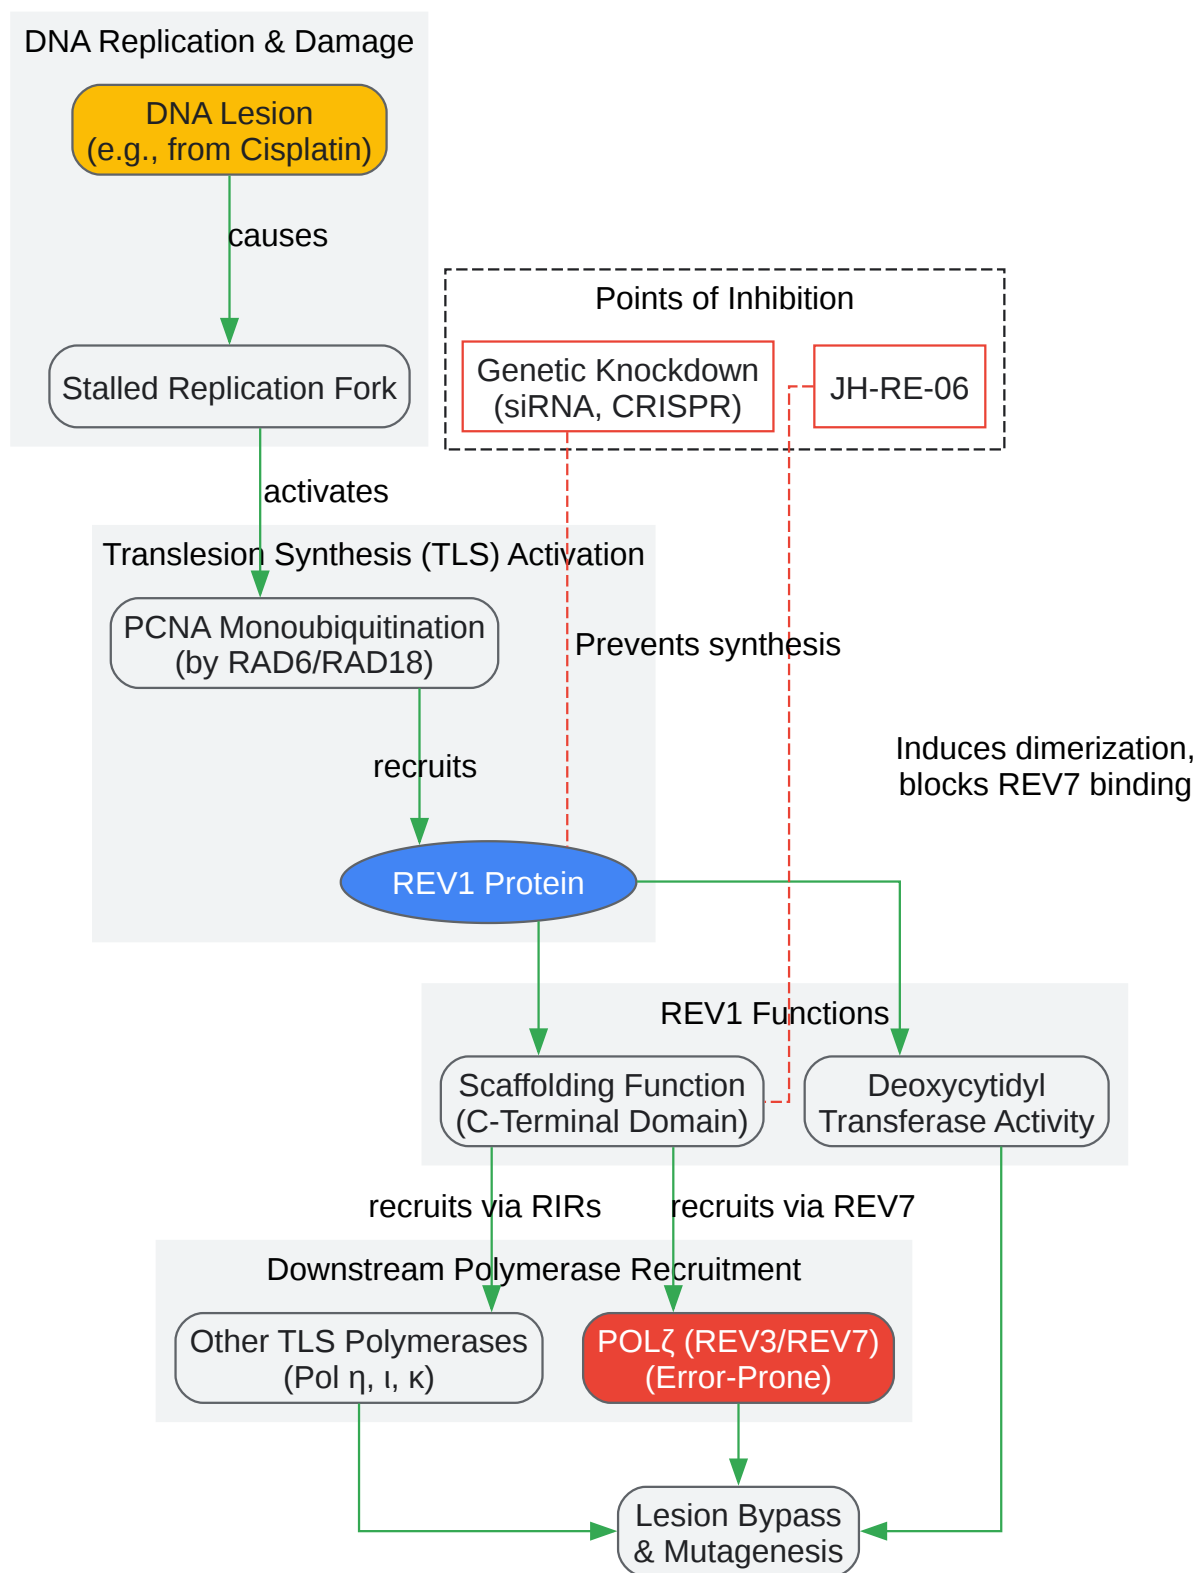 DNA Replication & Damage
DNA Lesion
(e.g., from Cisplatin)
causes
Points of Inhibition
Genetic Knockdown
(siRNA, CRISPR)
JH-RE-06
Stalled Replication Fork
activates
Translesion Synthesis (TLS) Activation
PCNA Monoubiquitination
(by RAD6/RAD18)
Prevents synthesis
recruits
Induces dimerization,
blocks REV7 binding
REV1 Protein
REV1 Functions
Scaffolding Function
(C-Terminal Domain)
Deoxycytidyl
Transferase Activity
recruits via RIRs
recruits via REV7
Downstream Polymerase Recruitment
Other TLS Polymerases
(Pol η, ι, κ)
POLζ (REV3/REV7)
(Error-Prone)
Lesion Bypass
& Mutagenesis